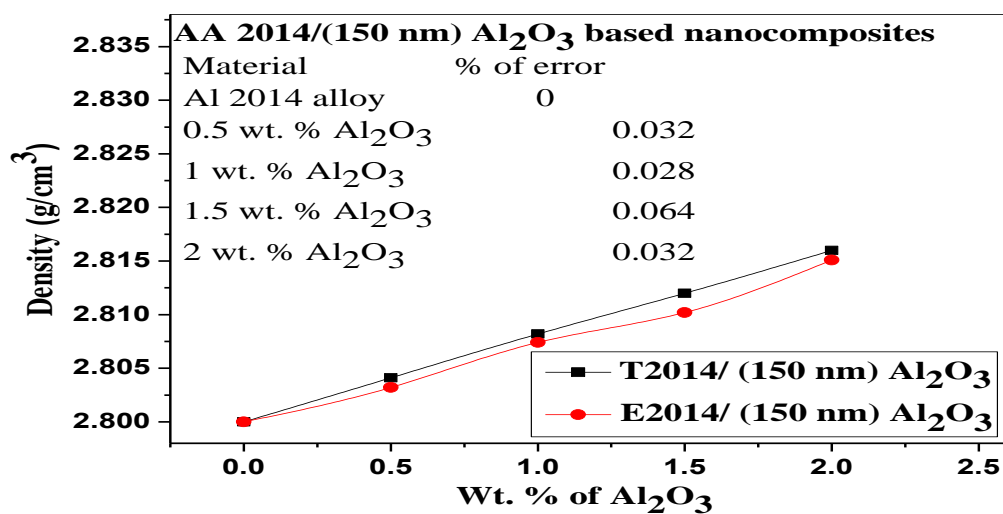 AA 2014/(150 nm) Al₂O₃ based nanocomposites
Material % of error
Al 2014 alloy 0
0.5 wt. % Al₂O₃ 0.032
1 wt. % Al₂O₃ 0.028
1.5 wt. % Al₂O₃ 0.064
2 wt. % Al₂O₃ 0.032
2.835
2.830
2.825
2.820
2.815
2.810
2.805
2.800
Density (g/cm³)
T2014/ (150 nm) Al₂O₃
E2014/ (150 nm) Al₂O₃
0.0 0.5 1.0 1.5 2.0 2.5
Wt. % of Al₂O₃